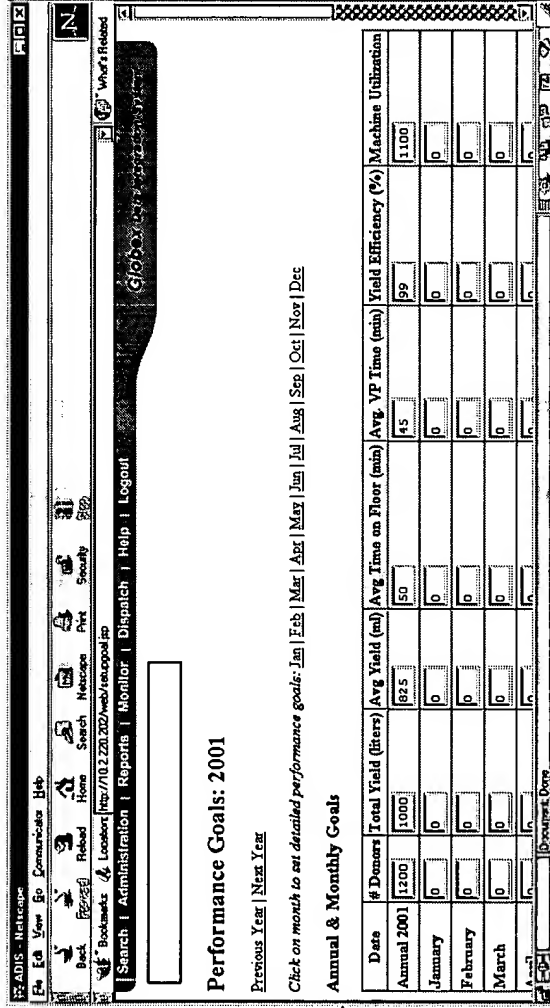 ADIS - Netscape
File Edit View Go Communicator Help
Back Forward Reload Home Search Netscape Print Security Stop
Bookmarks Location: http://10.2.220.202/web/setupgoal.jsp What's Related
Search | Administration | Reports | Monitor | Dispatch | Help | Logout
Performance Goals: 2001
Previous Year | Next Year
Click on month to set detailed performance goals: Jan | Feb | Mar | Apr | May | Jun | Jul | Aug | Sep | Oct | Nov | Dec
Annual & Monthly Goals
Date # Donors Total Yield (liters) Avg Yield (ml) Avg Time on Floor (min) Avg. VP Time (min) Yield Efficiency (%) Machine Utilization
Annual 2001 1200 1000 825 50 45 99 1100
January 0 0 0 0 0 0 0
February 0 0 0 0 0 0 0
March 0 0 0 0 0 0 0
Document: Done